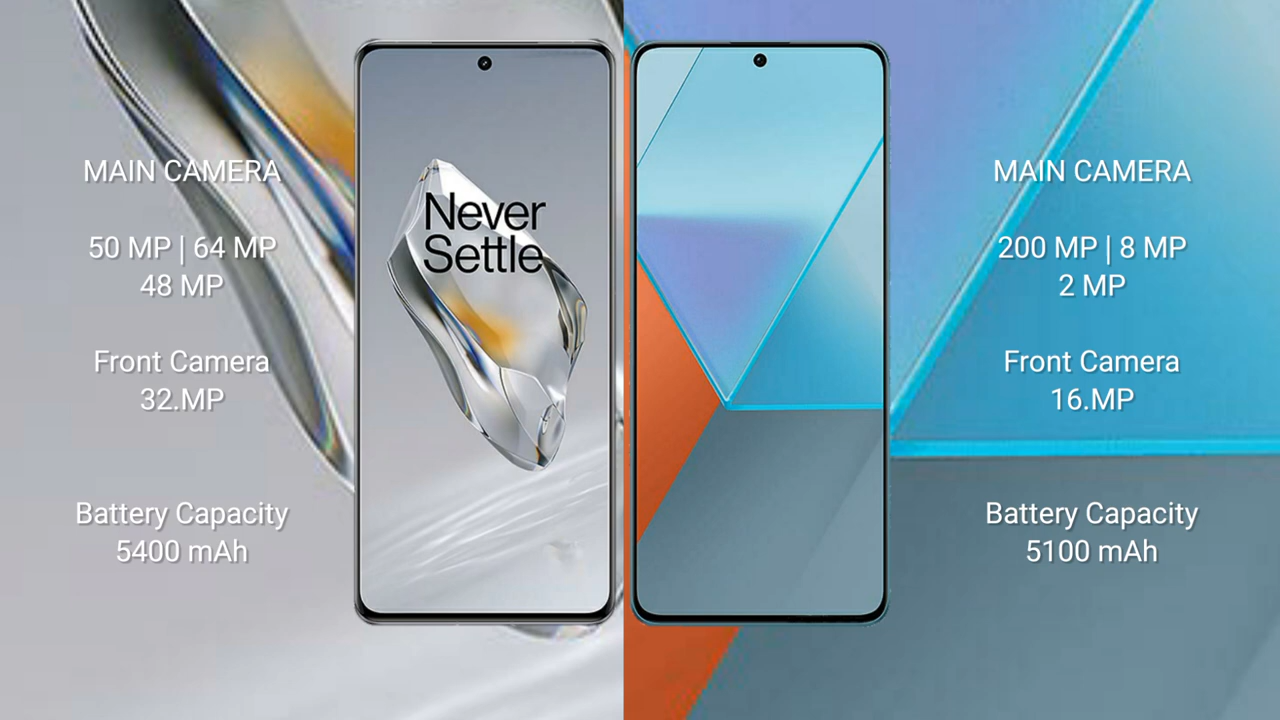 MAIN CAMERA
50 MP | 64 MP
48 MP
Front Camera
32.MP
Battery Capacity
5400 mAh
Never
Settle
MAIN CAMERA
200 MP | 8 MP
2 MP
Front Camera
16.MP
Battery Capacity
5100 mAh